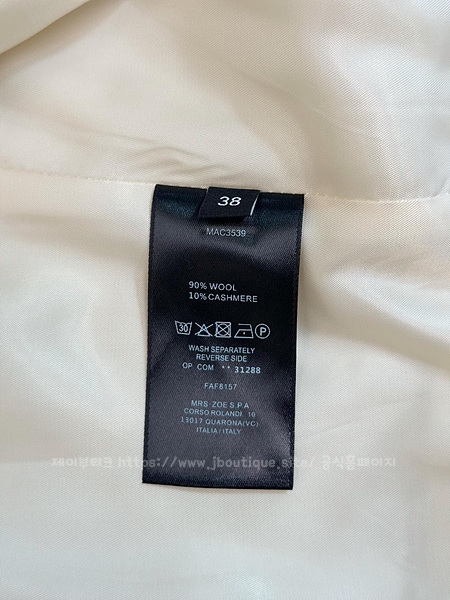 38
MAC3539
90% WOOL
10% CASHMERE
30 P
WASH SEPARATELY
REVERSE SIDE
OP COM ** 31288
FAF8157
MRS. ZOE S.P.A
CORSO ROLANDI, 10
13017 QUARONA(VC)
ITALIA/ITALY
제이부티크 https://www.jboutique.site/ 공식홈페이지